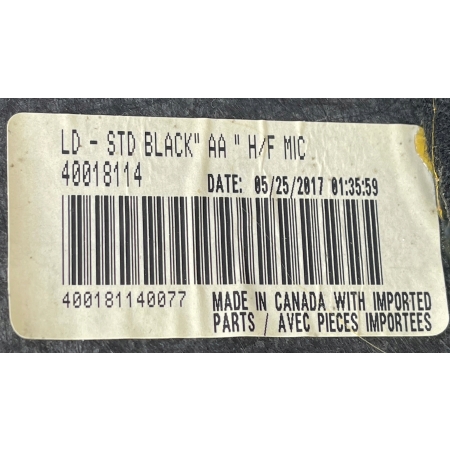 LD - STD BLACK" AA " H/F MIC
40018114
DATE: 05/25/2017 01:35:59
400181140077
MADE IN CANADA WITH IMPORTED
PARTS / AVEC PIECES IMPORTEES